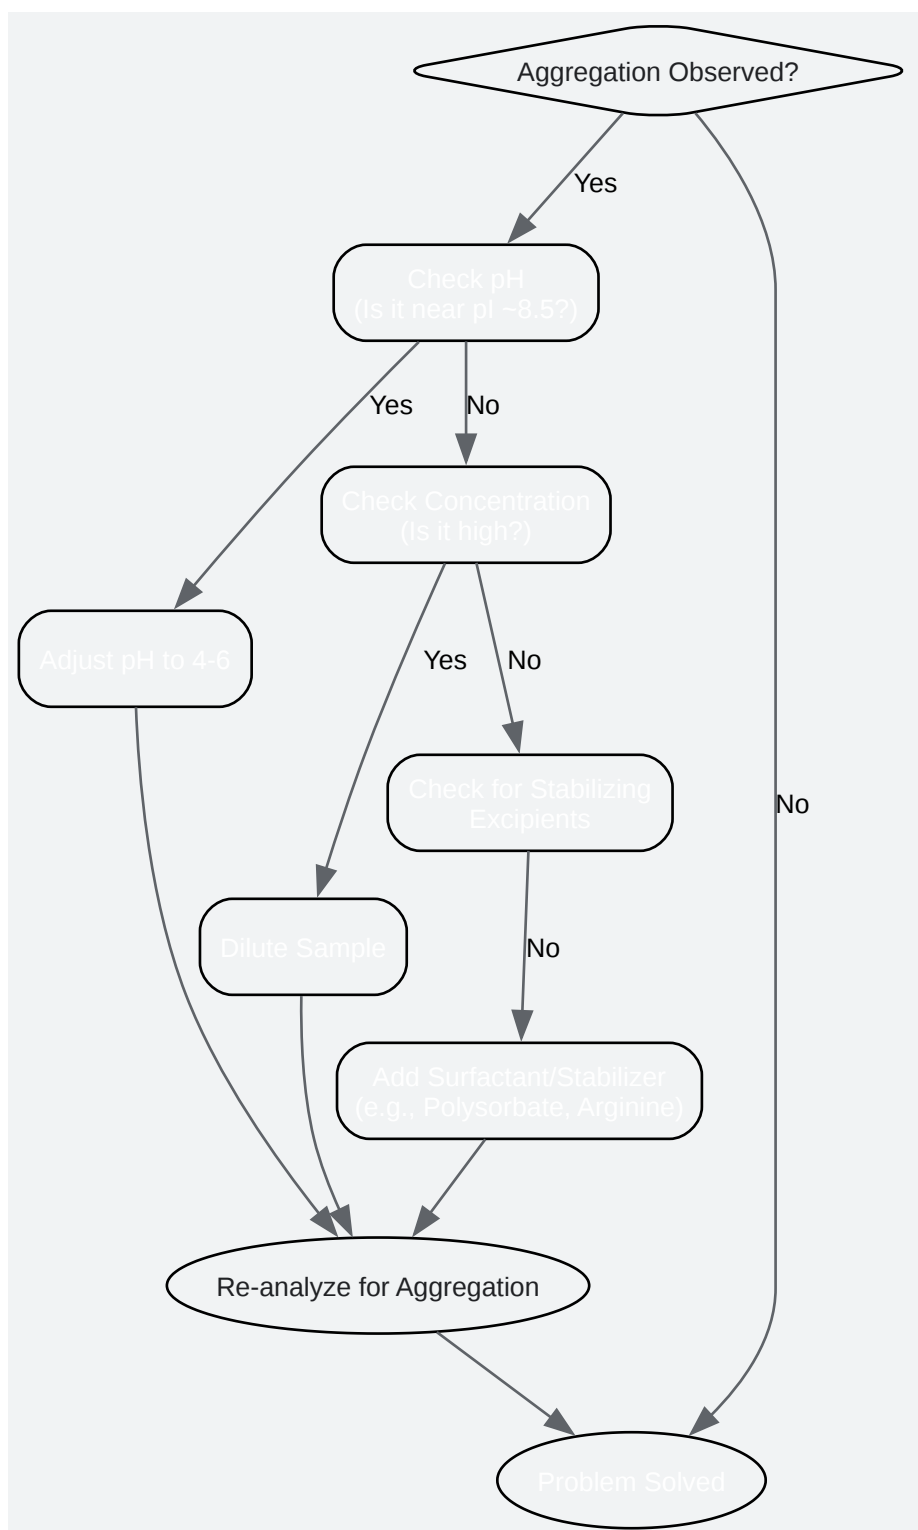 Aggregation Observed?
Yes
Check pH
(Is it near pI ~8.5?)
Yes
No
Check Concentration
(Is it high?)
Adjust pH to 4-6
Yes
No
Check for Stabilizing
Excipients
No
Dilute Sample
No
Add Surfactant/Stabilizer
(e.g., Polysorbate, Arginine)
Re-analyze for Aggregation
Problem Solved